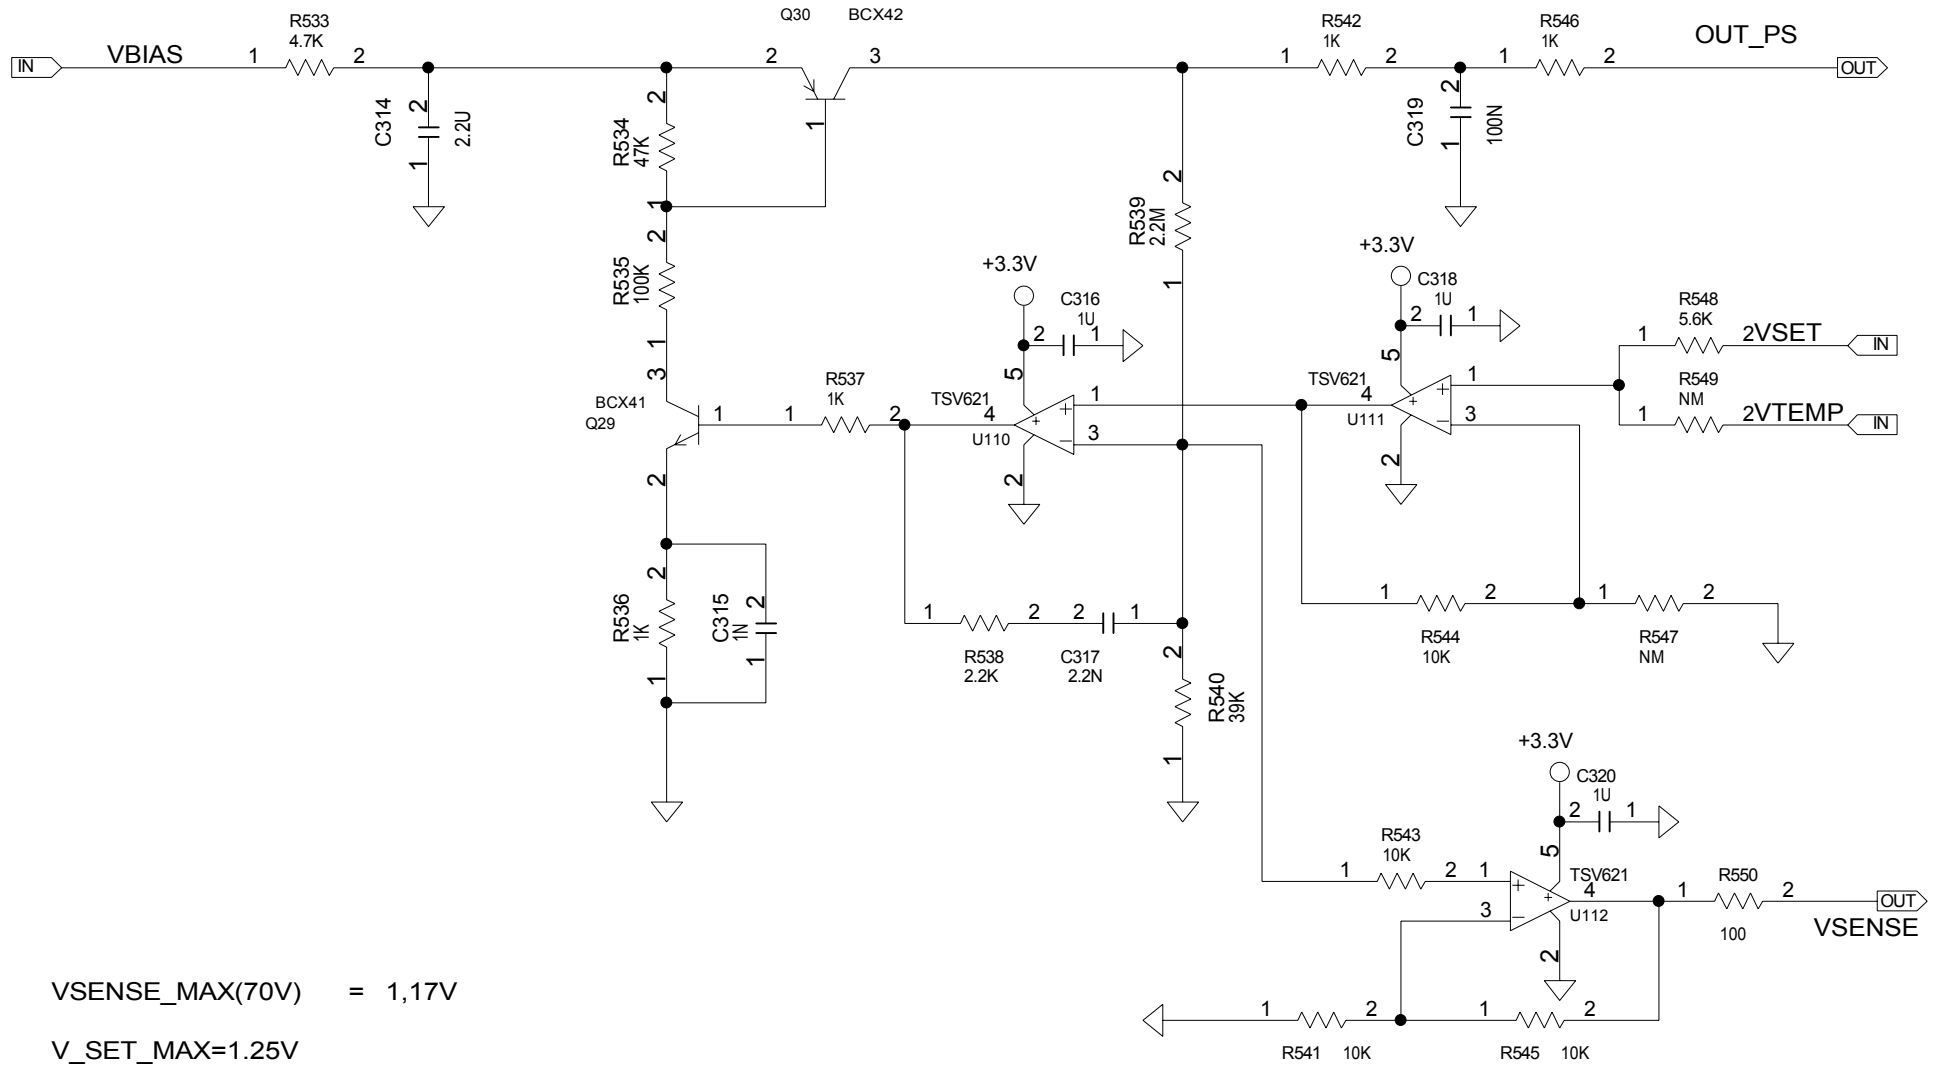 Q30 BCX42
R533
4.7K
R542
1K
R546
1K
OUT_PS
IN VBIAS 1 2
2 3
1 2
1 2
OUT
C314
2
2.2U
1
2
R534
47K
1
1
2
C319
100N
1
2
R535
100K
1
2
R539
2.2M
1
+3.3V
C316
1U
2 1
5
+3.3V
C318
1U
2 1
5
R548
5.6K
1 2 VSET IN
R549
NM
1 2 VTEMP IN
3
BCX41
Q29
1
2
R537
1K
1 2
TSV621
4
U110
+
−
+
1
3
2
TSV621
4
U111
+
−
+
1
3
2
2
R536
1K
1
2
C315
1N
1
1 2
R538
2.2K
2 1
C317
2.2N
2
R540
39K
1
1 2
R544
10K
1 2
R547
NM
+3.3V
C320
1U
2 1
5
R543
10K
1 2
1
3
+
−
+
TSV621
4
U112
2
R550
1 2
100
OUT
VSENSE
1 2
R541 10K
1 2
R545 10K
VSENSE_MAX(70V) = 1,17V
V_SET_MAX=1.25V